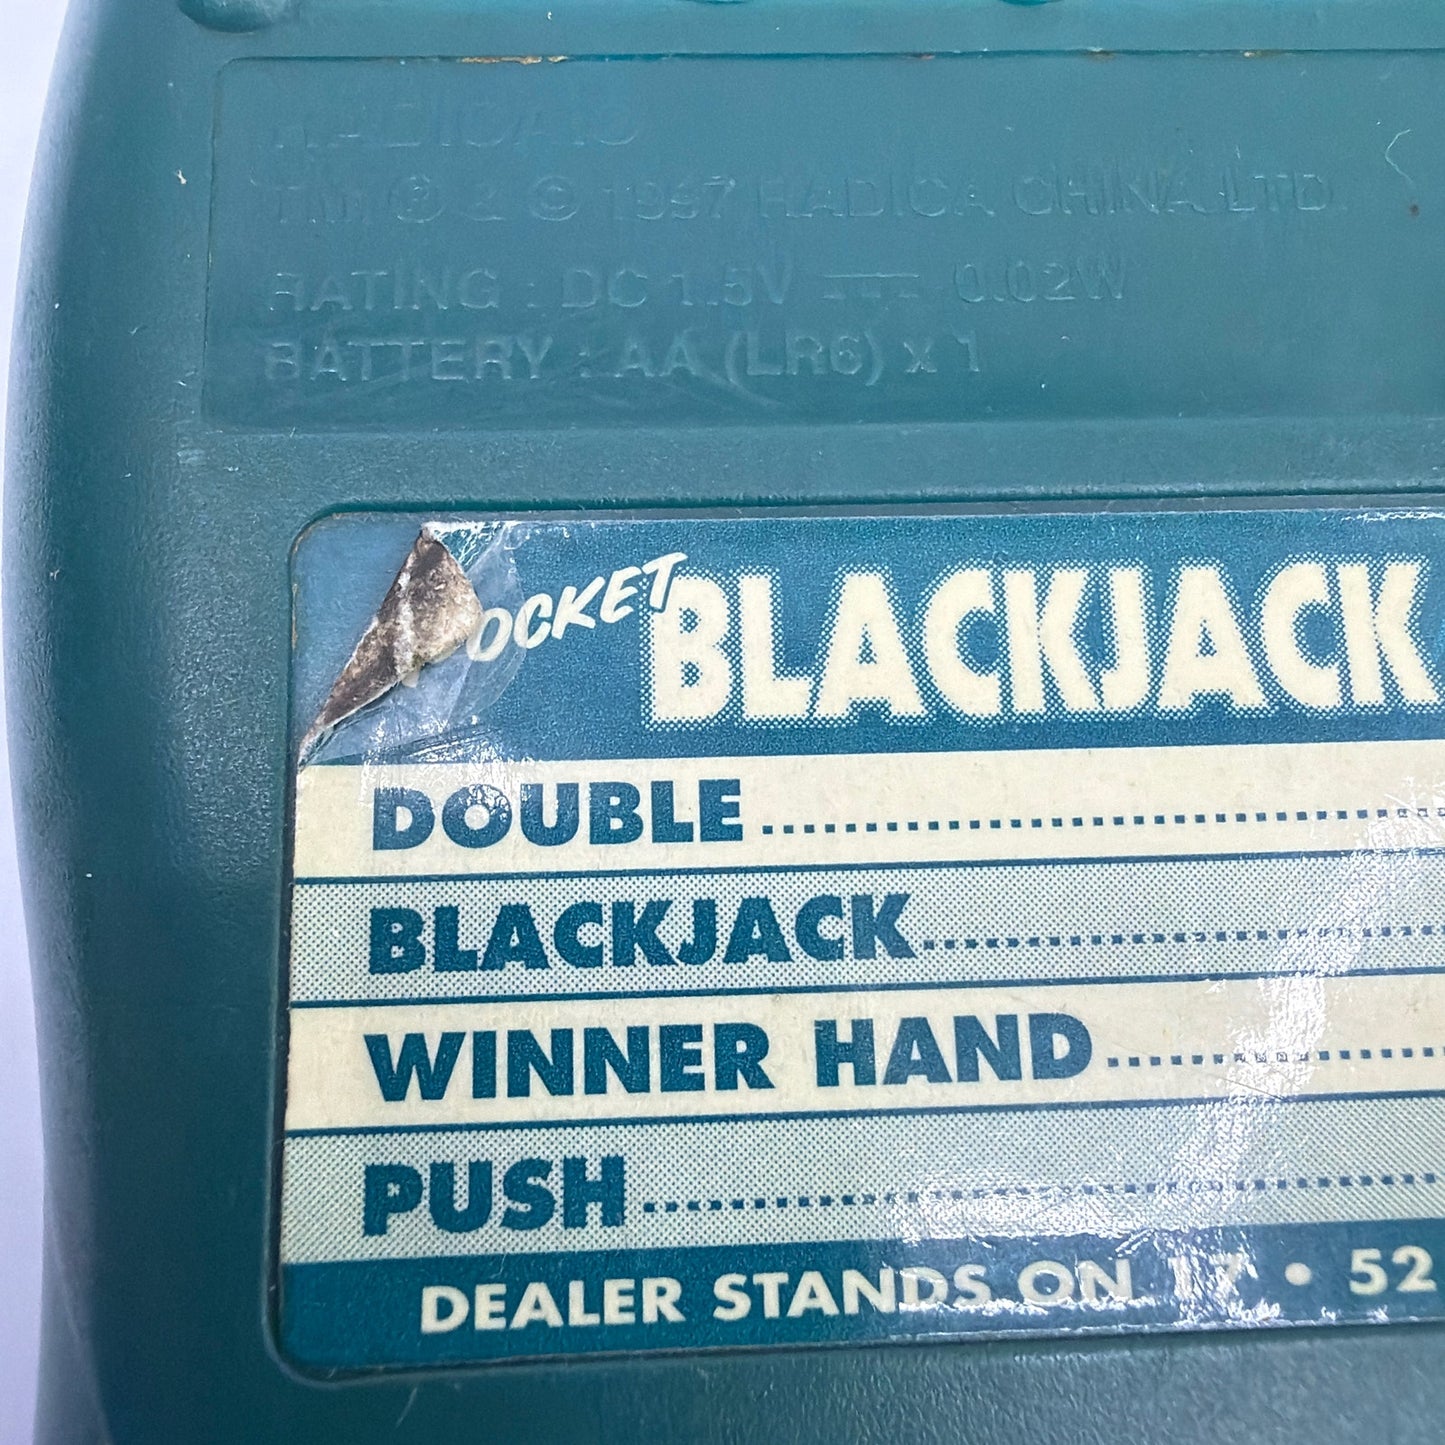 RADICA:®
TM ® & © 1997 RADICA CHINA LTD.
RATING : DC 1.5V ⎓ 0.02W
BATTERY : AA (LR6) x 1
OCKET BLACKJACK
DOUBLE
BLACKJACK
WINNER HAND
PUSH
DEALER STANDS ON 17 • 52